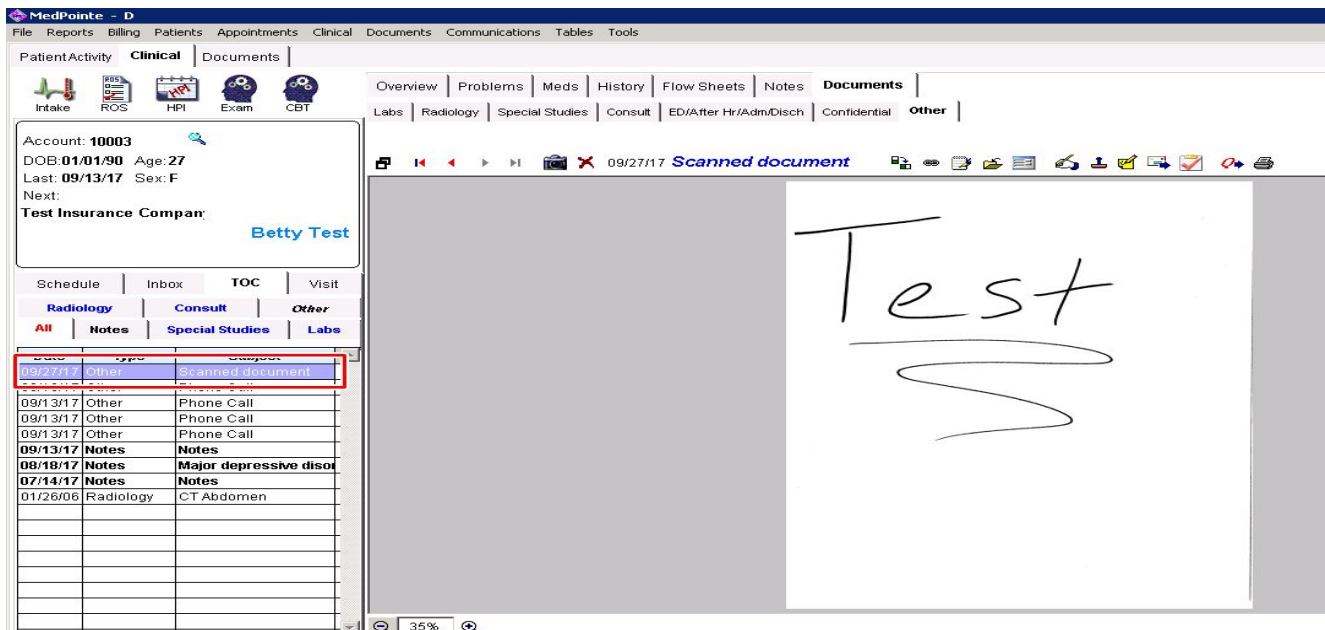 MedPointe - D
File Reports Billing Patients Appointments Clinical Documents Communications Tables Tools
Patient Activity Clinical Documents
Intake ROS HPI Exam CBT
Account: 10003
DOB:01/01/90 Age:27
Last: 09/13/17 Sex:F
Next:
Test Insurance Company
Betty Test
Schedule Inbox TOC Visit
Radiology Consult Other
All Notes Special Studies Labs
Date Type Subject
09/27/17 Other Scanned document
09/13/17 Other Phone Call
09/13/17 Other Phone Call
09/13/17 Other Phone Call
09/13/17 Notes Notes
08/18/17 Notes Major depressive disor
07/14/17 Notes Notes
01/26/06 Radiology CT Abdomen
Overview Problems Meds History Flow Sheets Notes Documents
Labs Radiology Special Studies Consult ED/After Hr/Adm/Disch Confidential Other
09/27/17 Scanned document
Test
35%